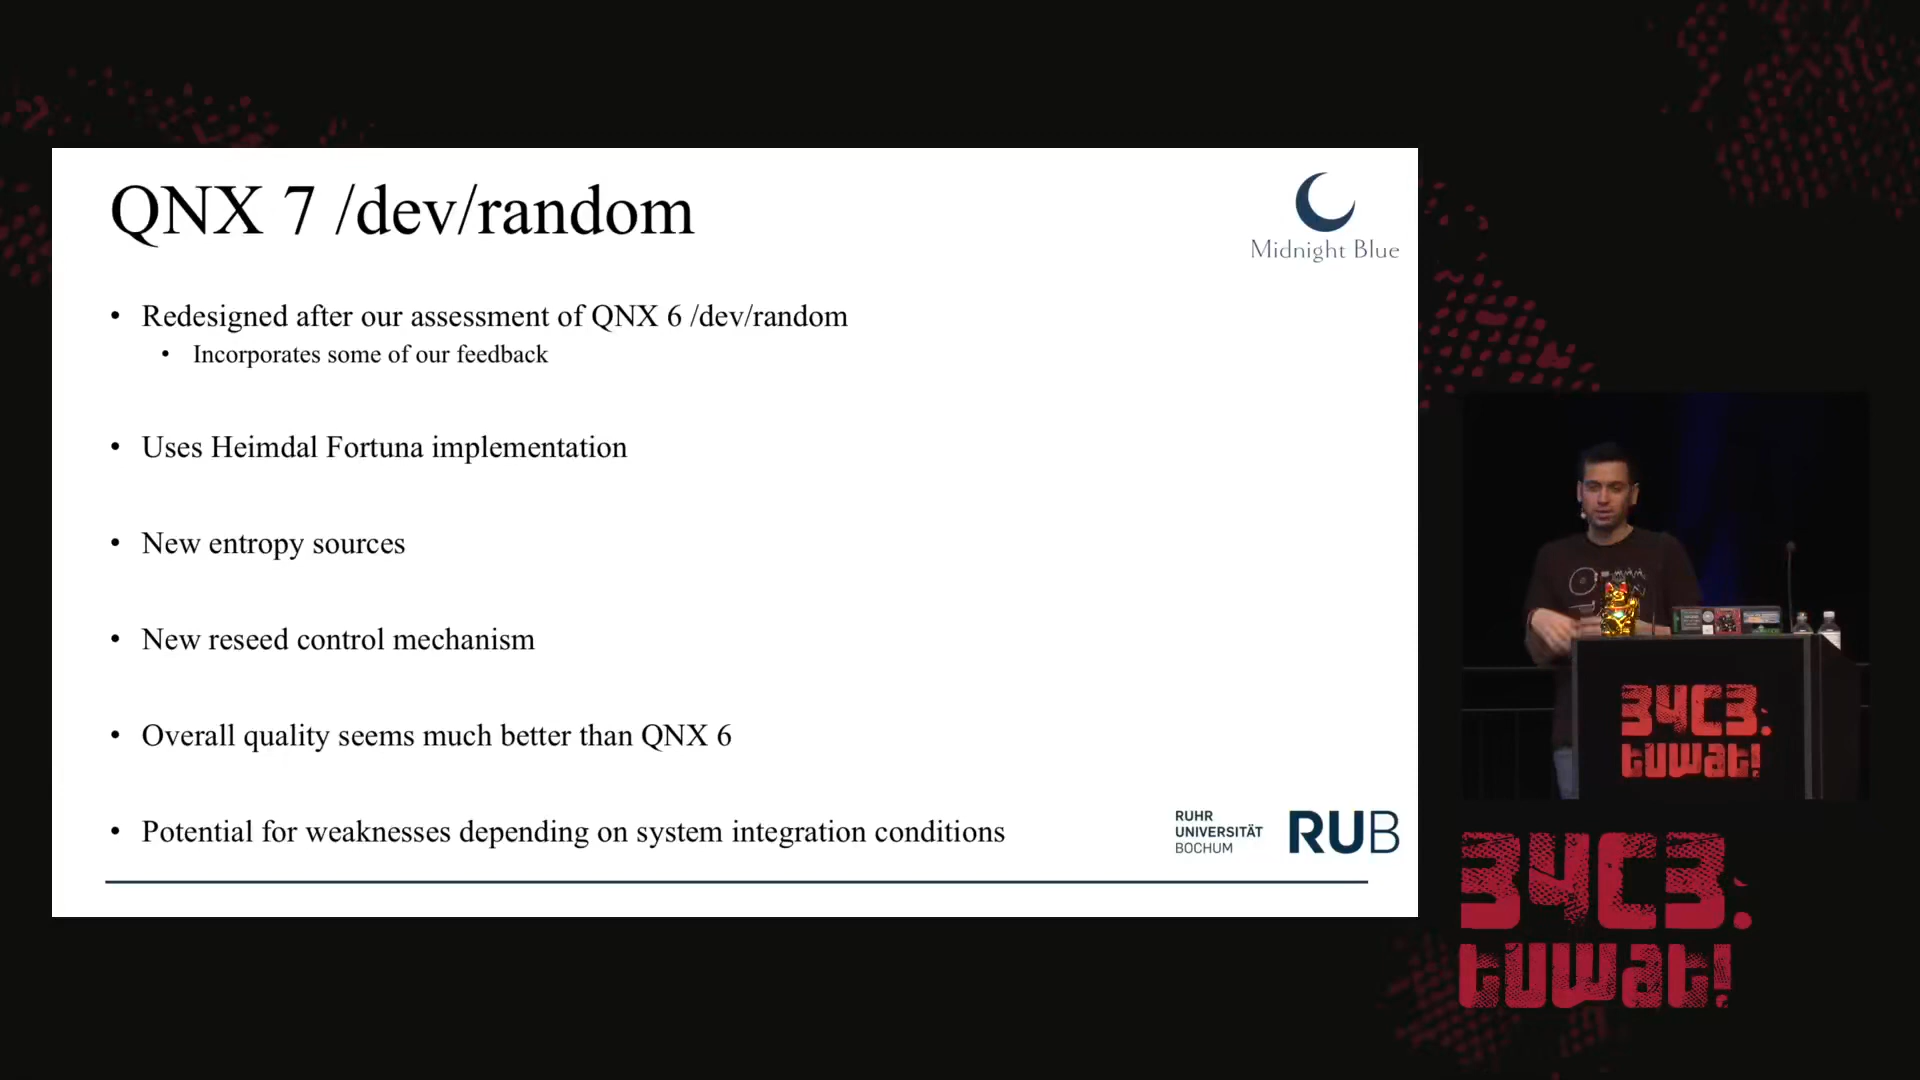 QNX 7 /dev/random
Midnight Blue
• Redesigned after our assessment of QNX 6 /dev/random
• Incorporates some of our feedback
• Uses Heimdal Fortuna implementation
• New entropy sources
• New reseed control mechanism
• Overall quality seems much better than QNX 6
• Potential for weaknesses depending on system integration conditions
RUHR
UNIVERSITÄT
BOCHUM
RUB
34C3.
tuwat!
34C3.
tuwat!